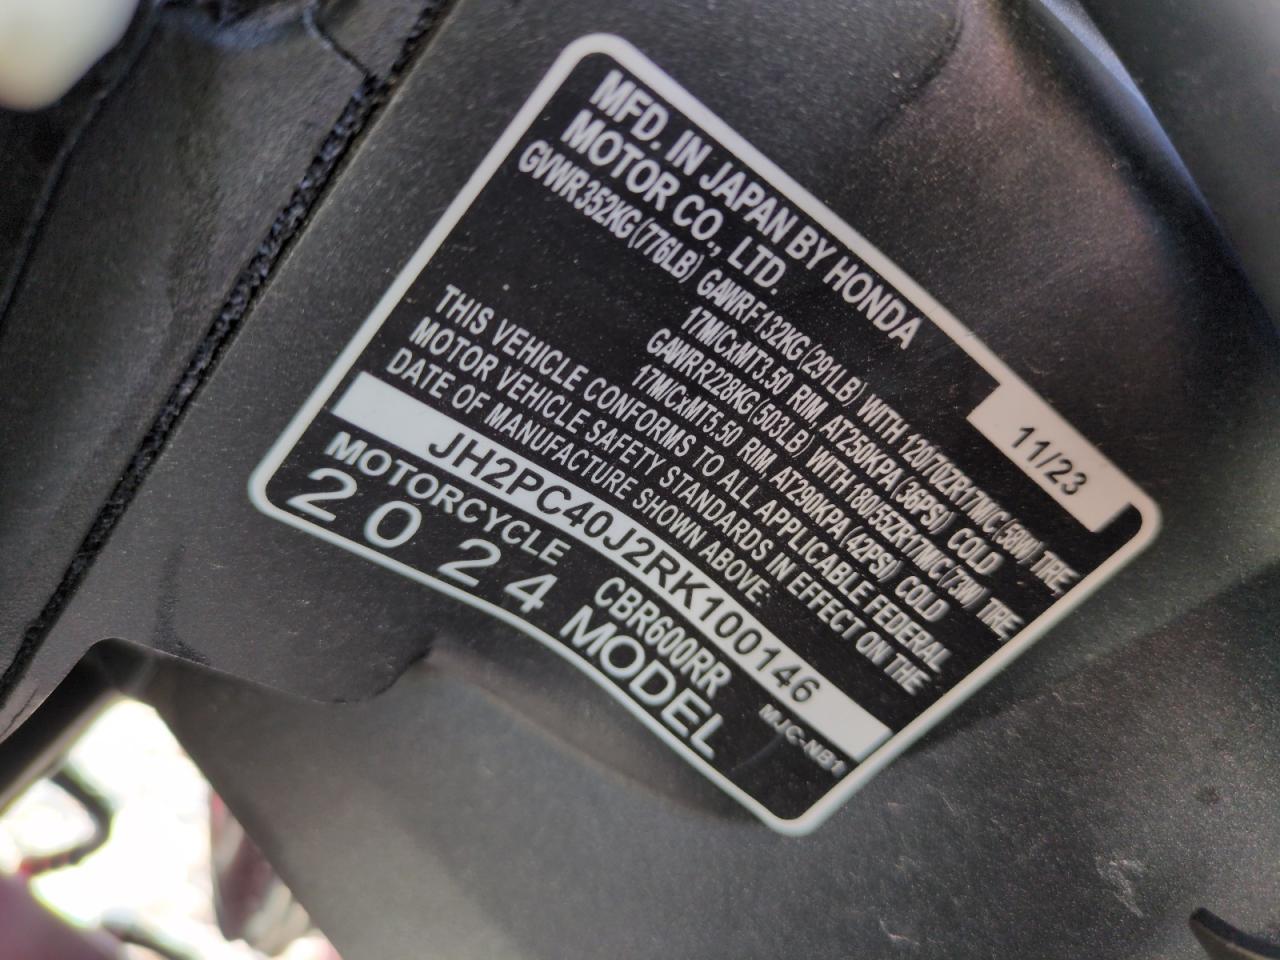 MFD. IN JAPAN BY HONDA
MOTOR CO., LTD.
11/23
GVWR352KG(776LB) GAWRF132KG(291LB) WITH 120/70ZR17M/C(58W) TIRE,
17M/CxMT3.50 RIM, AT250KPA(36PSI) COLD
GAWRR228KG(503LB) WITH 180/55ZR17M/C(73W) TIRE,
17M/CxMT5.50 RIM, AT290KPA(42PSI) COLD
THIS VEHICLE CONFORMS TO ALL APPLICABLE FEDERAL
MOTOR VEHICLE SAFETY STANDARDS IN EFFECT ON THE
DATE OF MANUFACTURE SHOWN ABOVE.
JH2PC40J2RK100146
MOTORCYCLE CBR600RR MJC-NB1
2024 MODEL